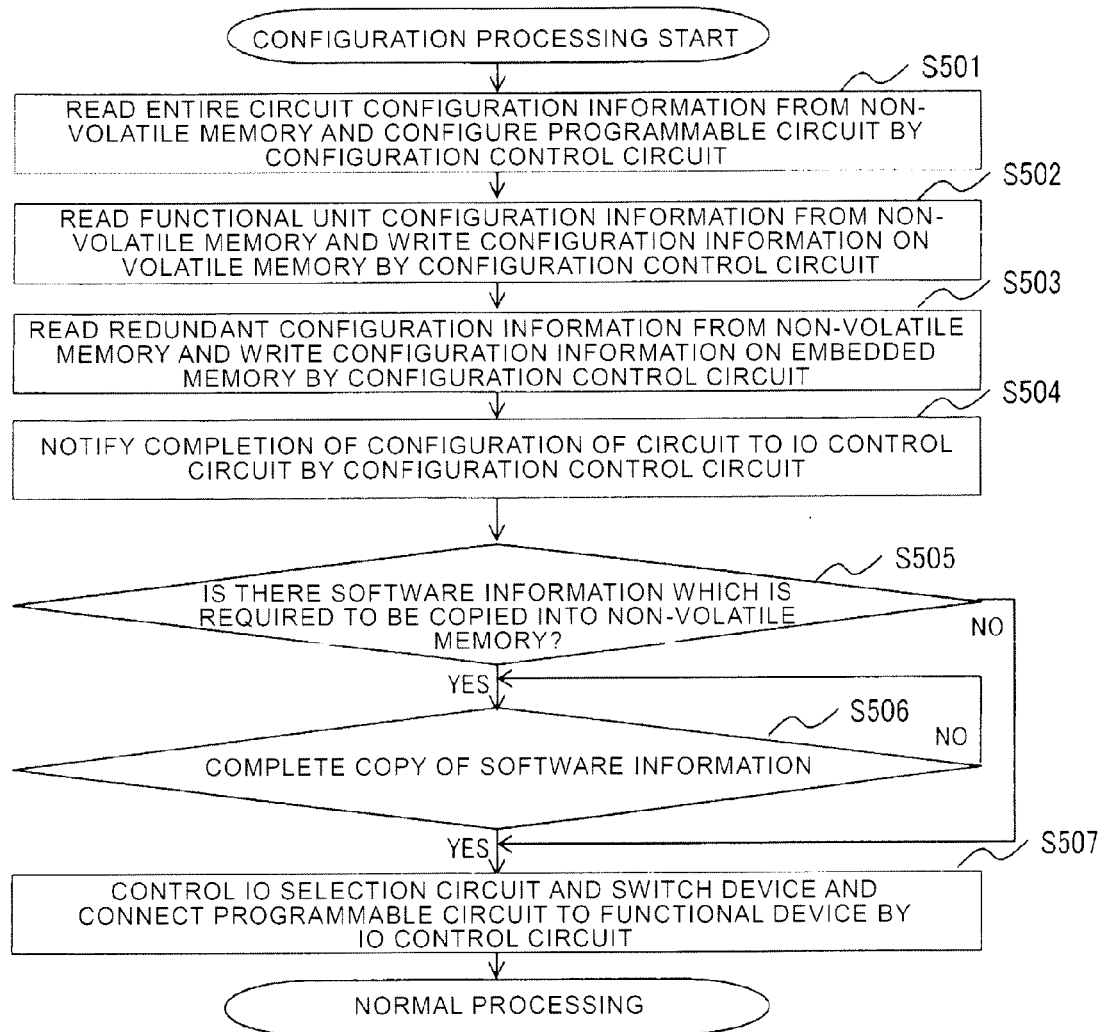 CONFIGURATION PROCESSING START
S501
READ ENTIRE CIRCUIT CONFIGURATION INFORMATION FROM NON-
VOLATILE MEMORY AND CONFIGURE PROGRAMMABLE CIRCUIT BY
CONFIGURATION CONTROL CIRCUIT
S502
READ FUNCTIONAL UNIT CONFIGURATION INFORMATION FROM NON-
VOLATILE MEMORY AND WRITE CONFIGURATION INFORMATION ON
VOLATILE MEMORY BY CONFIGURATION CONTROL CIRCUIT
S503
READ REDUNDANT CONFIGURATION INFORMATION FROM NON-VOLATILE
MEMORY AND WRITE CONFIGURATION INFORMATION ON EMBEDDED
MEMORY BY CONFIGURATION CONTROL CIRCUIT
S504
NOTIFY COMPLETION OF CONFIGURATION OF CIRCUIT TO IO CONTROL
CIRCUIT BY CONFIGURATION CONTROL CIRCUIT
S505
IS THERE SOFTWARE INFORMATION WHICH IS
REQUIRED TO BE COPIED INTO NON-VOLATILE
MEMORY?
NO
YES
S506
NO
COMPLETE COPY OF SOFTWARE INFORMATION
YES
S507
CONTROL IO SELECTION CIRCUIT AND SWITCH DEVICE AND
CONNECT PROGRAMMABLE CIRCUIT TO FUNCTIONAL DEVICE BY
IO CONTROL CIRCUIT
NORMAL PROCESSING